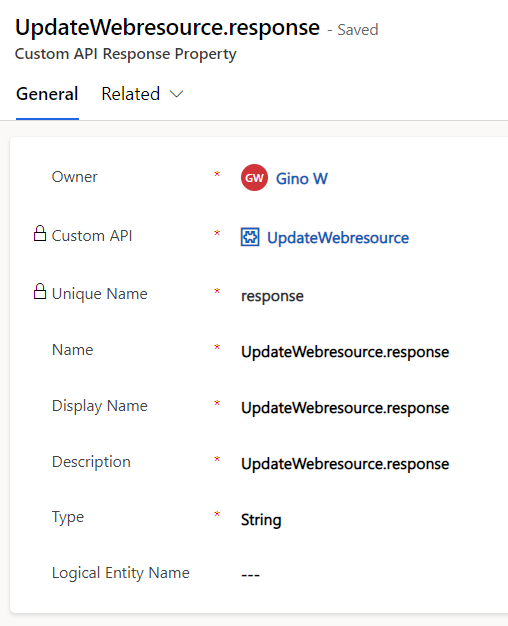 UpdateWebresource.response - Saved
Custom API Response Property
General Related
Owner * GW Gino W
Custom API * UpdateWebresource
Unique Name * response
Name * UpdateWebresource.response
Display Name * UpdateWebresource.response
Description * UpdateWebresource.response
Type * String
Logical Entity Name ---